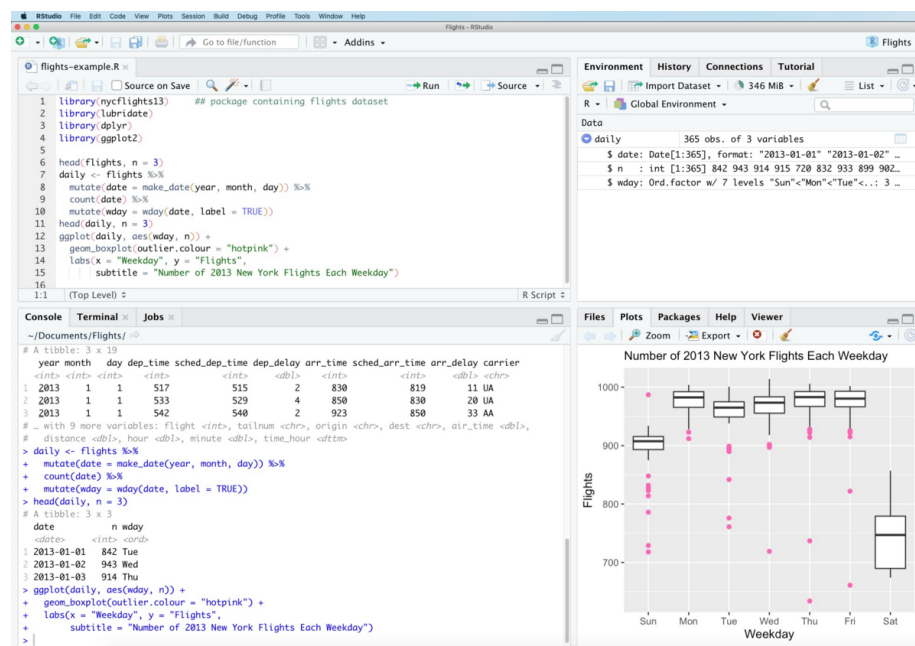 RStudio File Edit Code View Plots Session Build Debug Profile Tools Window Help
Flights - RStudio
Go to file/function Addins Flights
flights-example.R
Source on Save Run Source
1 library(nycflights13) ## package containing flights dataset
2 library(lubridate)
3 library(dplyr)
4 library(ggplot2)
5
6 head(flights, n = 3)
7 daily <- flights %>%
8 mutate(date = make_date(year, month, day)) %>%
9 count(date) %>%
10 mutate(wday = wday(date, label = TRUE))
11 head(daily, n = 3)
12 ggplot(daily, aes(wday, n)) +
13 geom_boxplot(outlier.colour = "hotpink") +
14 labs(x = "Weekday", y = "Flights",
15 subtitle = "Number of 2013 New York Flights Each Weekday")
16
1:1 (Top Level) R Script
Environment History Connections Tutorial
Import Dataset 346 MiB List
R Global Environment
Data
daily 365 obs. of 3 variables
$ date: Date[1:365], format: "2013-01-01" "2013-01-02" …
$ n : int [1:365] 842 943 914 915 720 832 933 899 902…
$ wday: Ord.factor w/ 7 levels "Sun"<"Mon"<"Tue"<..: 3 …
Console Terminal Jobs
~/Documents/Flights/
# A tibble: 3 x 19
year month day dep_time sched_dep_time dep_delay arr_time sched_arr_time arr_delay carrier
<int> <int> <int> <int> <int> <dbl> <int> <int> <dbl> <chr>
1 2013 1 1 517 515 2 830 819 11 UA
2 2013 1 1 533 529 4 850 830 20 UA
3 2013 1 1 542 540 2 923 850 33 AA
# … with 9 more variables: flight <int>, tailnum <chr>, origin <chr>, dest <chr>, air_time <dbl>,
# distance <dbl>, hour <dbl>, minute <dbl>, time_hour <dttm>
> daily <- flights %>%
+ mutate(date = make_date(year, month, day)) %>%
+ count(date) %>%
+ mutate(wday = wday(date, label = TRUE))
> head(daily, n = 3)
# A tibble: 3 x 3
date n wday
<date> <int> <ord>
1 2013-01-01 842 Tue
2 2013-01-02 943 Wed
3 2013-01-03 914 Thu
> ggplot(daily, aes(wday, n)) +
+ geom_boxplot(outlier.colour = "hotpink") +
+ labs(x = "Weekday", y = "Flights",
+ subtitle = "Number of 2013 New York Flights Each Weekday")
>
Files Plots Packages Help Viewer
Zoom Export
Number of 2013 New York Flights Each Weekday
1000
900
800
700
Flights
Sun Mon Tue Wed Thu Fri Sat
Weekday